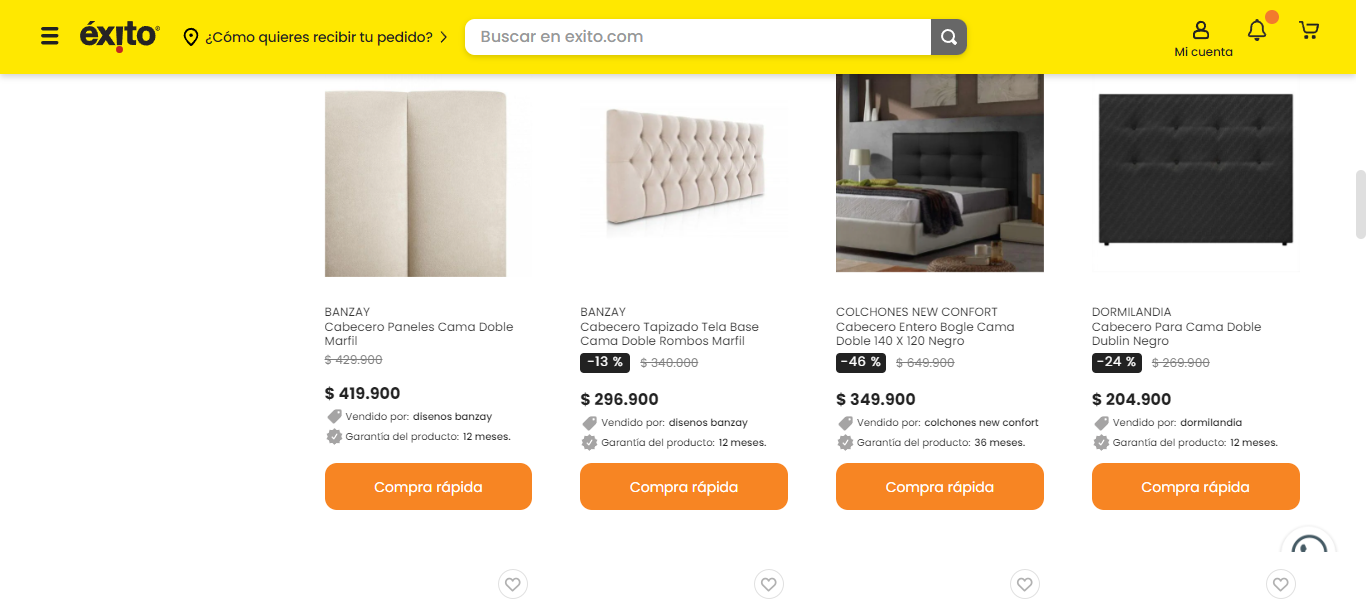 éxito®
¿Cómo quieres recibir tu pedido?
Buscar en exito.com
Mi cuenta
BANZAY
Cabecero Paneles Cama Doble
Marfil
$ 429.900
$ 419.900
Vendido por: disenos banzay
Garantía del producto: 12 meses.
Compra rápida
BANZAY
Cabecero Tapizado Tela Base
Cama Doble Rombos Marfil
-13 % $ 340.000
$ 296.900
Vendido por: disenos banzay
Garantía del producto: 12 meses.
Compra rápida
COLCHONES NEW CONFORT
Cabecero Entero Bogle Cama
Doble 140 X 120 Negro
-46 % $ 649.900
$ 349.900
Vendido por: colchones new confort
Garantía del producto: 36 meses.
Compra rápida
DORMILANDIA
Cabecero Para Cama Doble
Dublin Negro
-24 % $ 269.900
$ 204.900
Vendido por: dormilandia
Garantía del producto: 12 meses.
Compra rápida